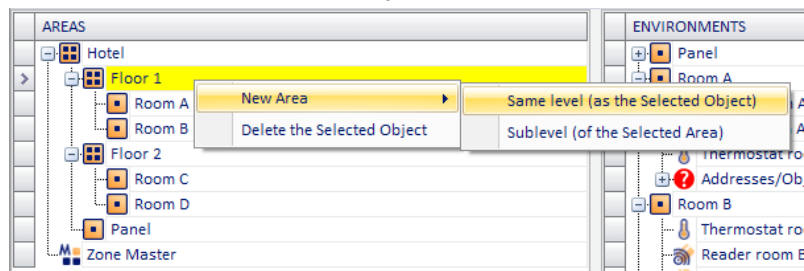 AREAS
Hotel
Floor 1
Room A
Room B
Floor 2
Room C
Room D
Panel
Zone Master
New Area
Delete the Selected Object
Same level (as the Selected Object)
Sublevel (of the Selected Area)
ENVIRONMENTS
Panel
Room A
A
A
Thermostat ro
Addresses/Obj
Room B
Thermostat ro
Reader room B